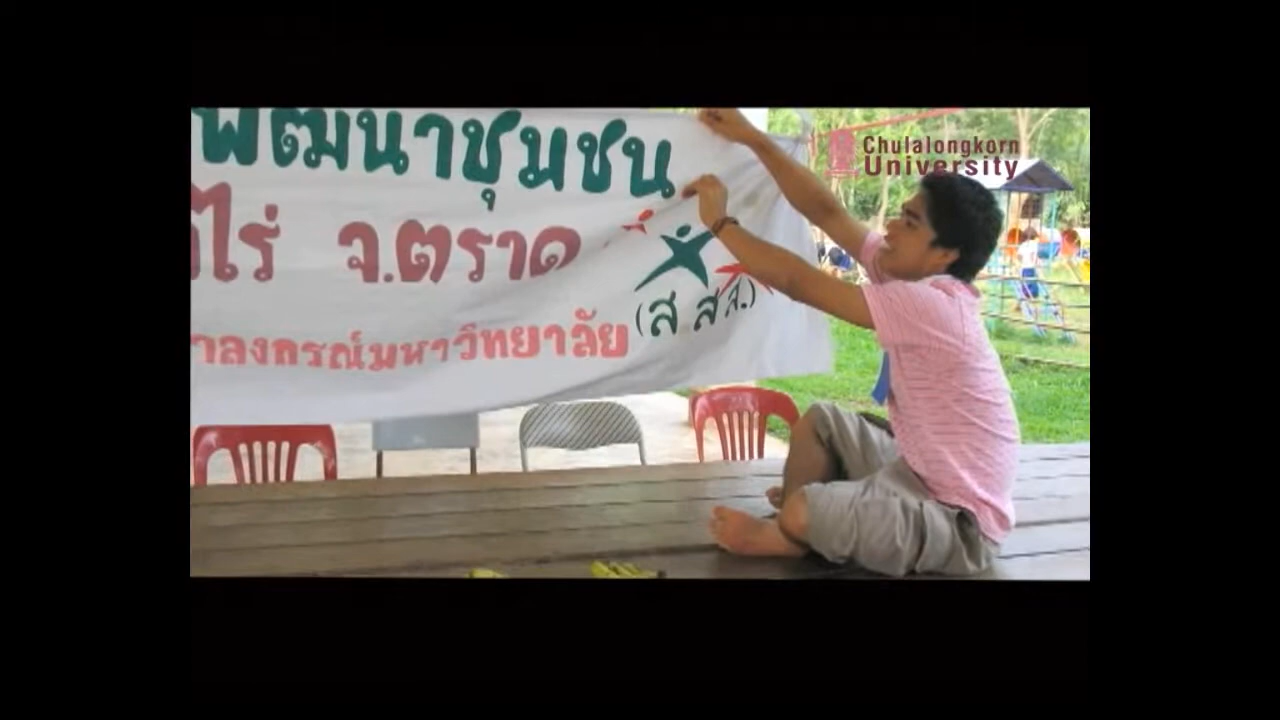 พัฒนาชุมชน
Chulalongkorn
University
ไร่ จ.ตราด
(ส ส ส.)
าลงกรณ์มหาวิทยาลัย